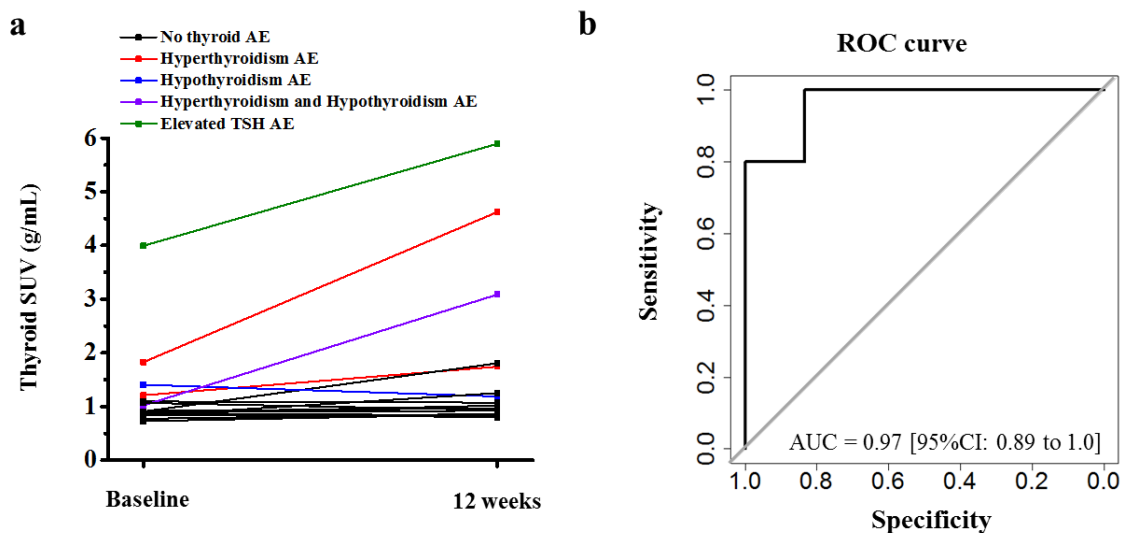 a
No thyroid AE
Hyperthyroidism AE
Hypothyroidism AE
Hyperthyroidism and Hypothyroidism AE
Elevated TSH AE
Thyroid SUV (g/mL)
6
5
4
3
2
1
0
Baseline
12 weeks
b
ROC curve
Sensitivity
1.0
0.8
0.6
0.4
0.2
0.0
AUC = 0.97 [95%CI: 0.89 to 1.0]
1.0 0.8 0.6 0.4 0.2 0.0
Specificity